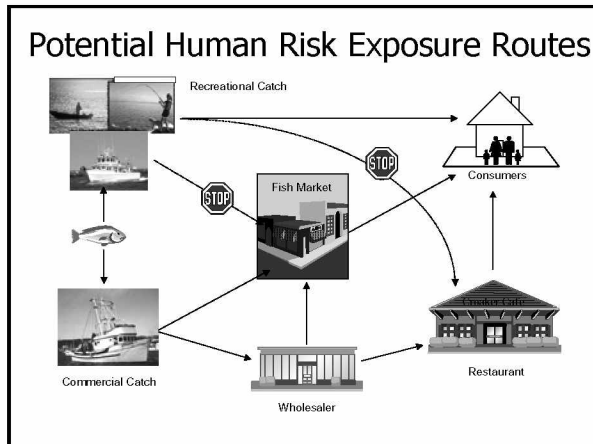 Potential Human Risk Exposure Routes
Recreational Catch
STOP
STOP
Fish Market
Consumers
Commercial Catch
Wholesaler
Restaurant